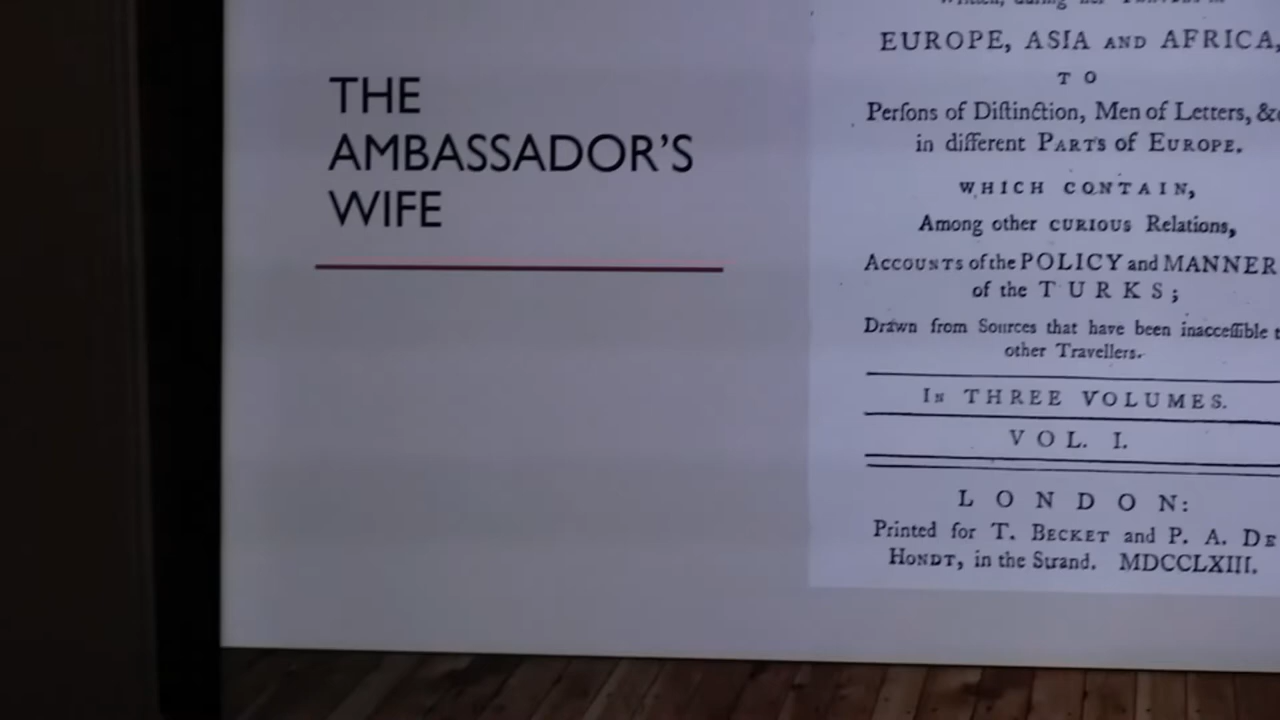 THE
AMBASSADOR'S
WIFE
EUROPE, ASIA AND AFRICA,
TO
Perſons of Diſtinction, Men of Letters, &c
in different PARTS of EUROPE.
WHICH CONTAIN,
Among other CURIOUS Relations,
ACCOUNTS of the POLICY and MANNER
of the TURKS;
Drawn from Sources that have been inacceſſible t
other Travellers.
In THREE VOLUMES.
VOL. I.
LONDON:
Printed for T. BECKET and P. A. DE
HONDT, in the Strand. MDCCLXIII.